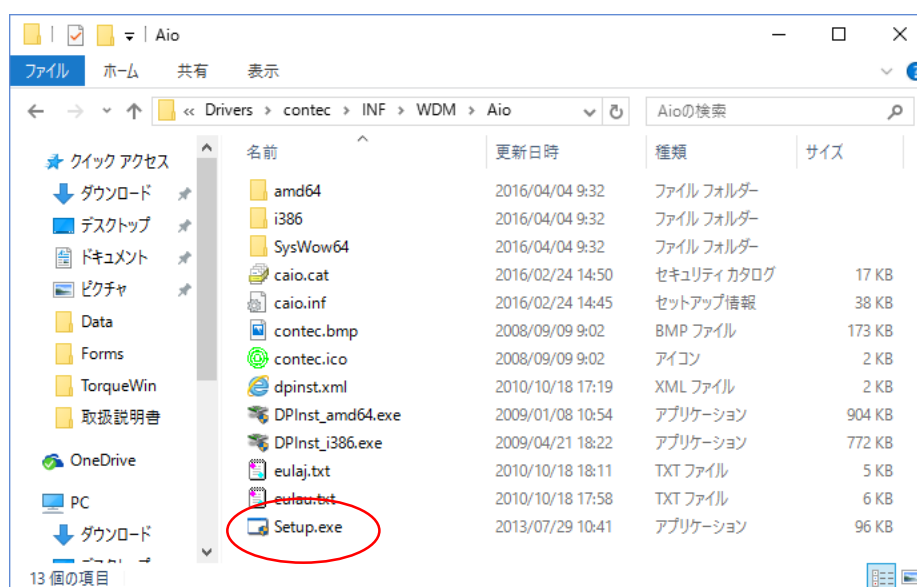 Aio
ファイル ホーム 共有 表示
« Drivers > contec > INF > WDM > Aio Aioの検索
クイック アクセス
ダウンロード
デスクトップ
ドキュメント
ピクチャ
Data
Forms
TorqueWin
取扱説明書
OneDrive
PC
ダウンロード
名前 更新日時 種類 サイズ
amd64 2016/04/04 9:32 ファイル フォルダー
i386 2016/04/04 9:32 ファイル フォルダー
SysWow64 2016/04/04 9:32 ファイル フォルダー
caio.cat 2016/02/24 14:50 セキュリティ カタログ 17 KB
caio.inf 2016/02/24 14:45 セットアップ情報 38 KB
contec.bmp 2008/09/09 9:02 BMP ファイル 173 KB
contec.ico 2008/09/09 9:02 アイコン 2 KB
dpinst.xml 2010/10/18 17:19 XML ファイル 2 KB
DPInst_amd64.exe 2009/01/08 10:54 アプリケーション 904 KB
DPInst_i386.exe 2009/04/21 18:22 アプリケーション 772 KB
eulaj.txt 2010/10/18 18:11 TXT ファイル 5 KB
eulau.txt 2010/10/18 17:58 TXT ファイル 6 KB
Setup.exe 2013/07/29 10:41 アプリケーション 96 KB
13 個の項目